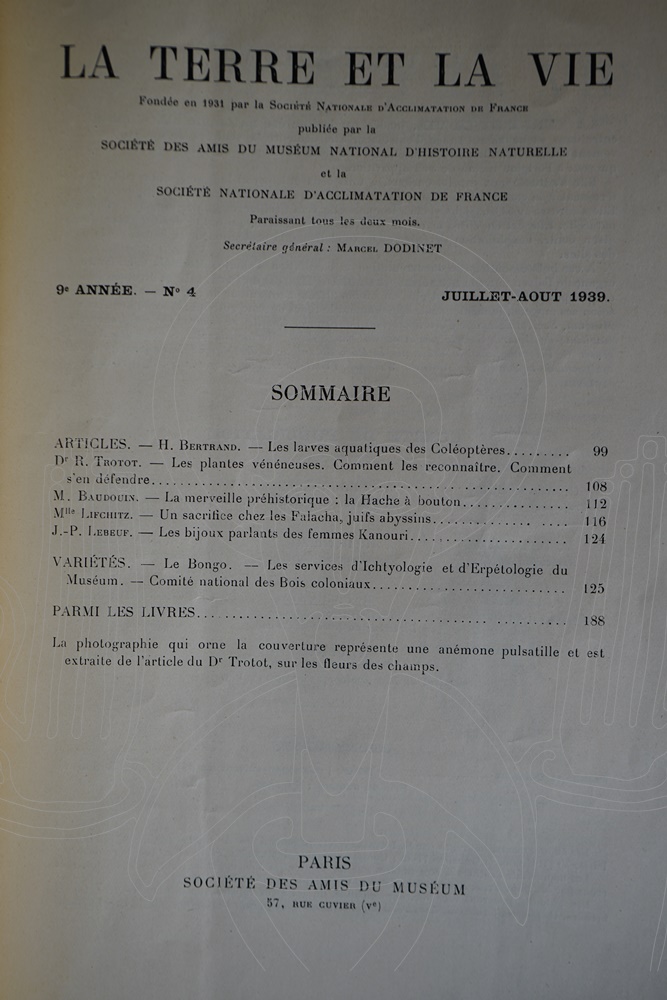 LA TERRE ET LA VIE
Fondée en 1931 par la Société Nationale d'Acclimatation de France
publiée par la
SOCIÉTÉ DES AMIS DU MUSÉUM NATIONAL D'HISTOIRE NATURELLE
et la
SOCIÉTÉ NATIONALE D'ACCLIMATATION DE FRANCE
Paraissant tous les deux mois.
Secrétaire général : Marcel DODINET
9e ANNÉE. — No 4 JUILLET-AOUT 1939.
SOMMAIRE
ARTICLES. — H. Bertrand. — Les larves aquatiques des Coléoptères......... 99
Dr R. Trotot. — Les plantes vénéneuses. Comment les reconnaitre. Comment
s'en défendre................................................................ 108
M. Baudouin. — La merveille préhistorique : la Hache à bouton............... 112
Mlle Lifchitz. — Un sacrifice chez les Falacha, juifs abyssins................... 116
J.-P. Lebeuf. — Les bijoux parlants des femmes Kanouri....................... 124
VARIÉTÉS. — Le Bongo. — Les services d'Ichtyologie et d'Erpétologie du
Muséum. — Comité national des Bois coloniaux............................ 125
PARMI LES LIVRES..................................................... 188
La photographie qui orne la couverture représente une anémone pulsatille et est
extraite de l'article du Dr Trotot, sur les fleurs des champs.
PARIS
SOCIÉTÉ DES AMIS DU MUSÉUM
57, RUE CUVIER (Ve)